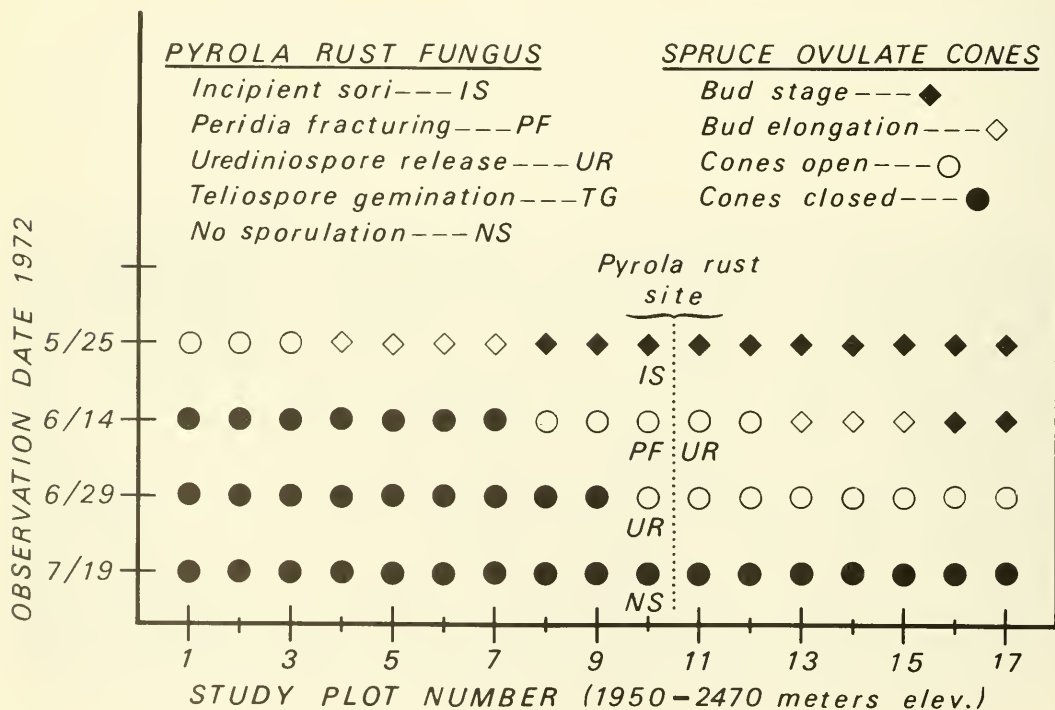 PYROLA RUST FUNGUS
Incipient sori---IS
Peridia fracturing---PF
Urediniospore release---UR
Teliospore gemination---TG
No sporulation---NS
SPRUCE OVULATE CONES
Bud stage---◆
Bud elongation---◇
Cones open---○
Cones closed---●
Pyrola rust
site
OBSERVATION DATE 1972
5/25
IS
6/14
PF UR
6/29
UR
7/19
NS
1 3 5 7 9 11 13 15 17
STUDY PLOT NUMBER (1950-2470 meters elev.)